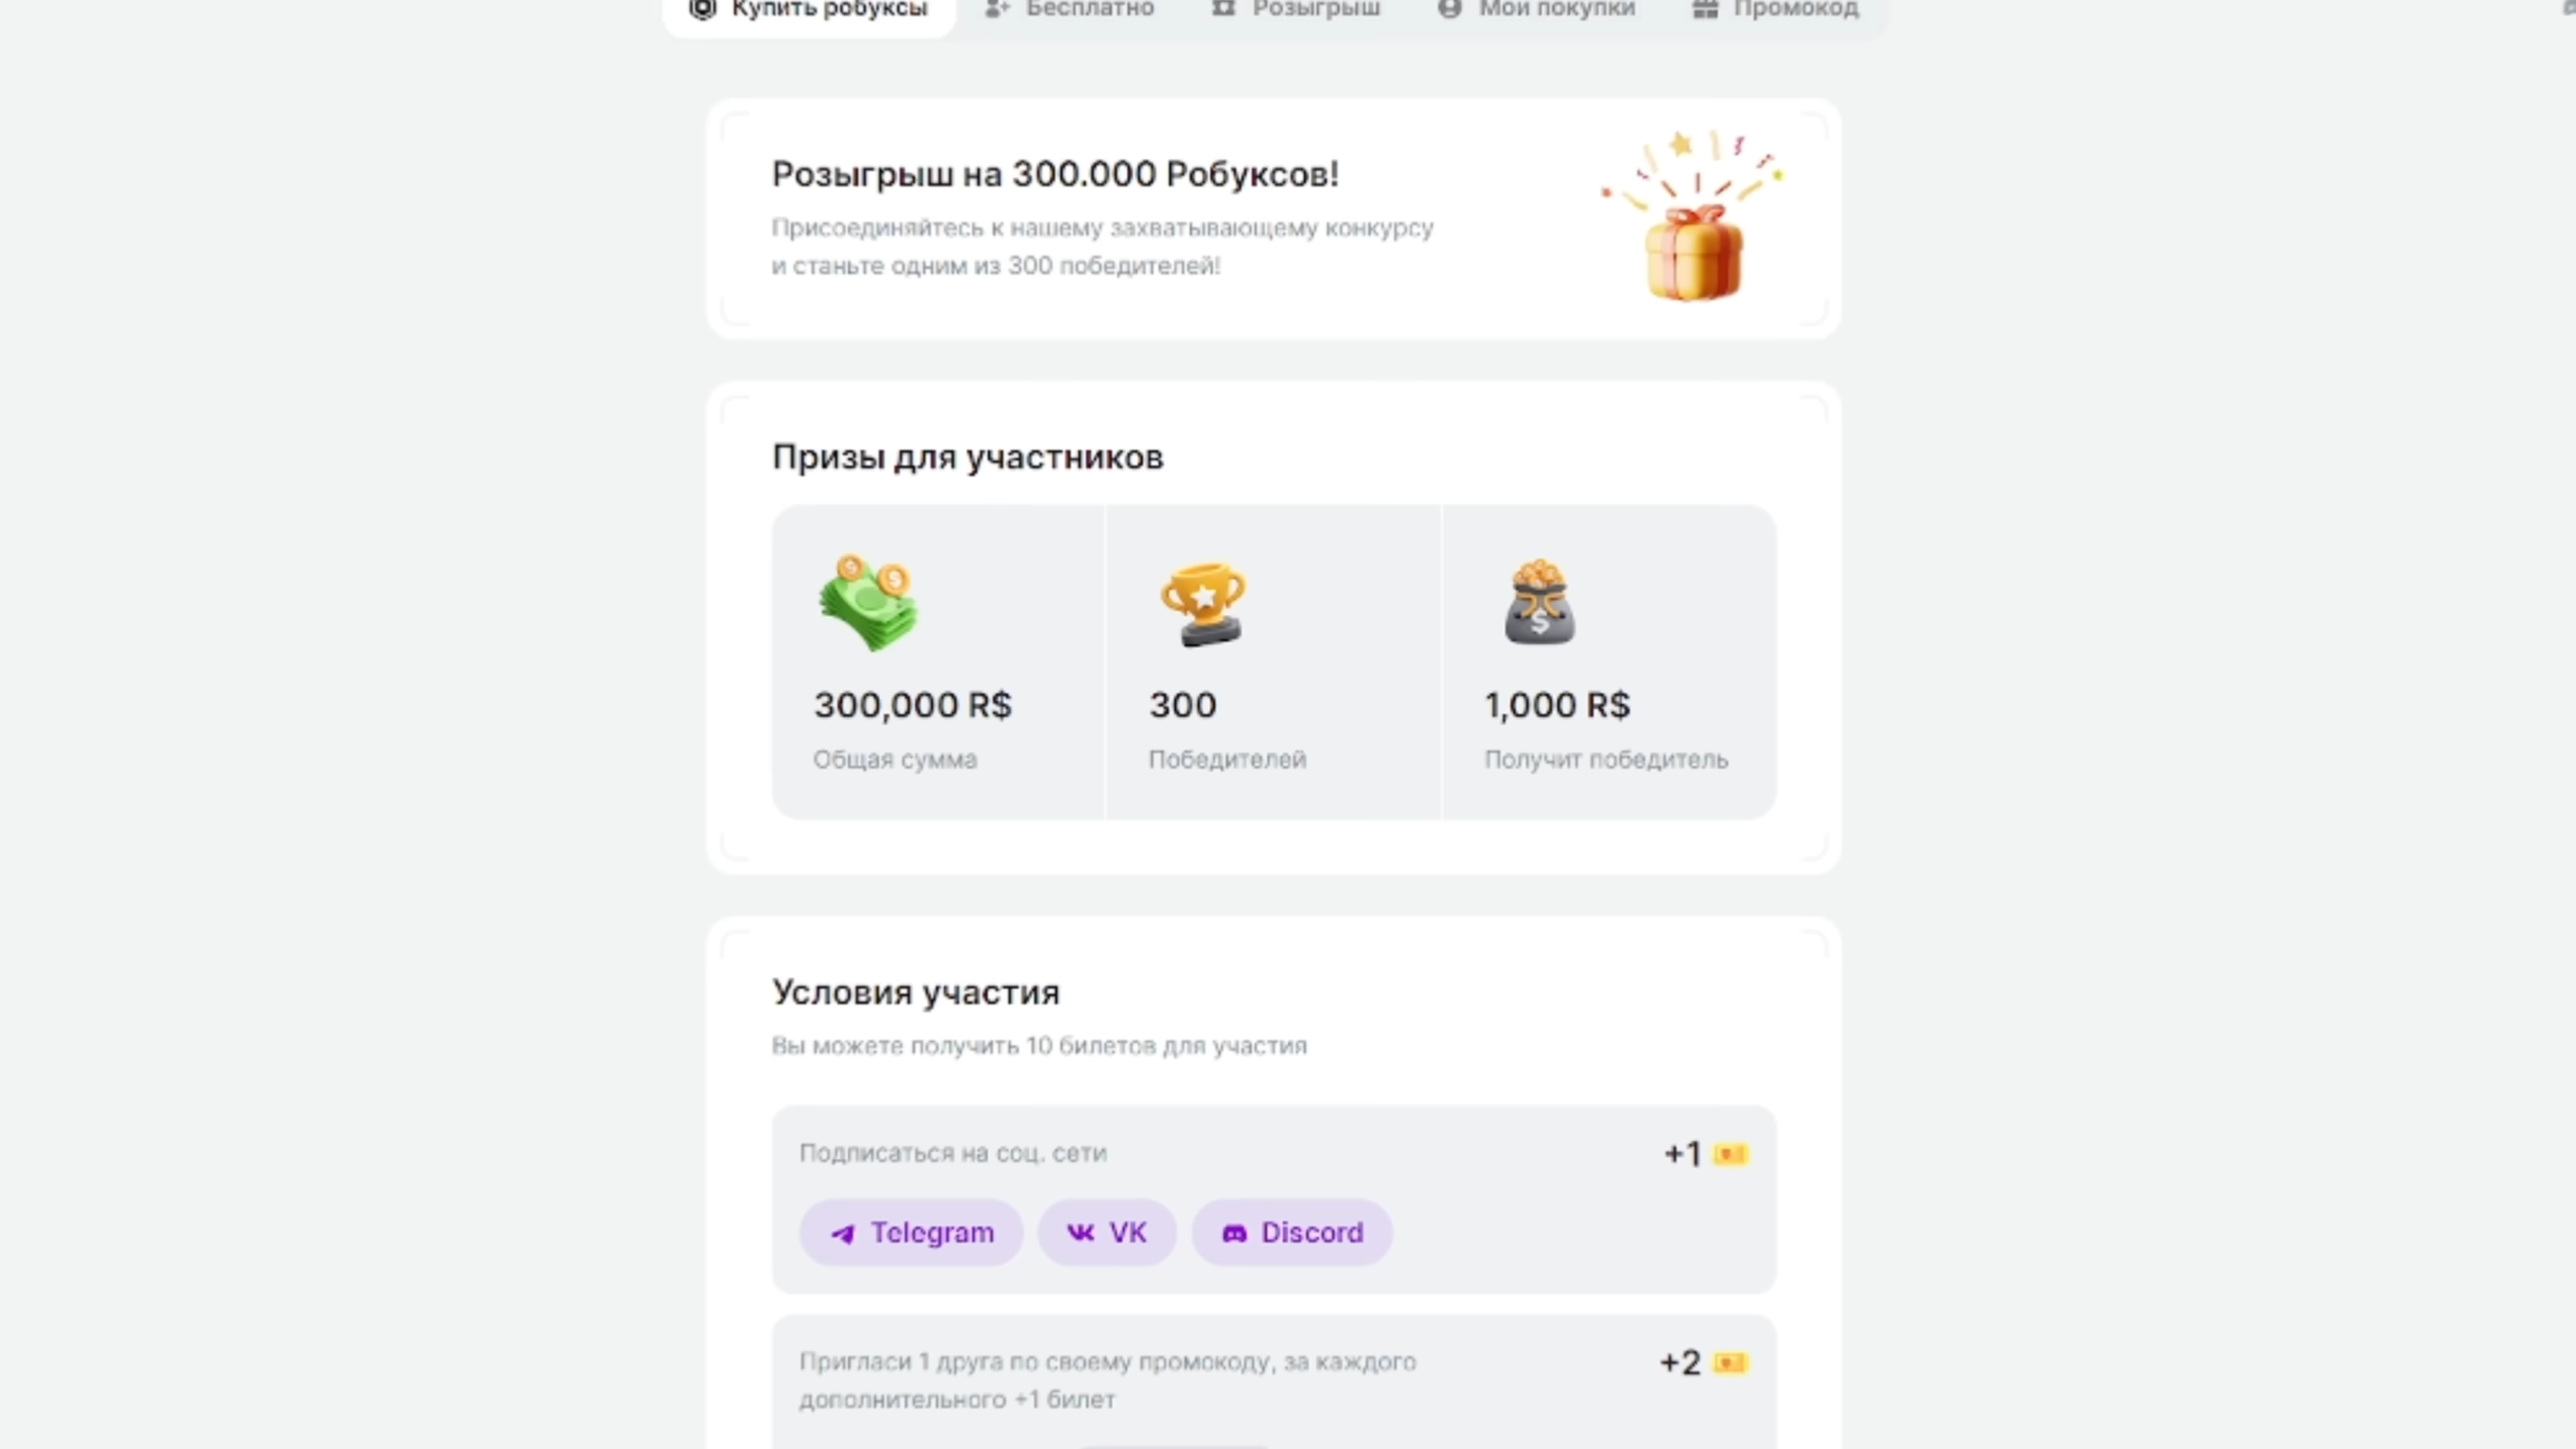 Купить робуксы
Бесплатно
Розыгрыш
Мои покупки
Промокод
Розыгрыш на 300.000 Робуксов!
Присоединяйтесь к нашему захватывающему конкурсу
и станьте одним из 300 победителей!
Призы для участников
300,000 R$
300
1,000 R$
Общая сумма
Победителей
Получит победитель
Условия участия
Вы можете получить 10 билетов для участия
Подписаться на соц. сети
+1
Telegram
VK
Discord
Пригласи 1 друга по своему промокоду, за каждого
дополнительного +1 билет
+2